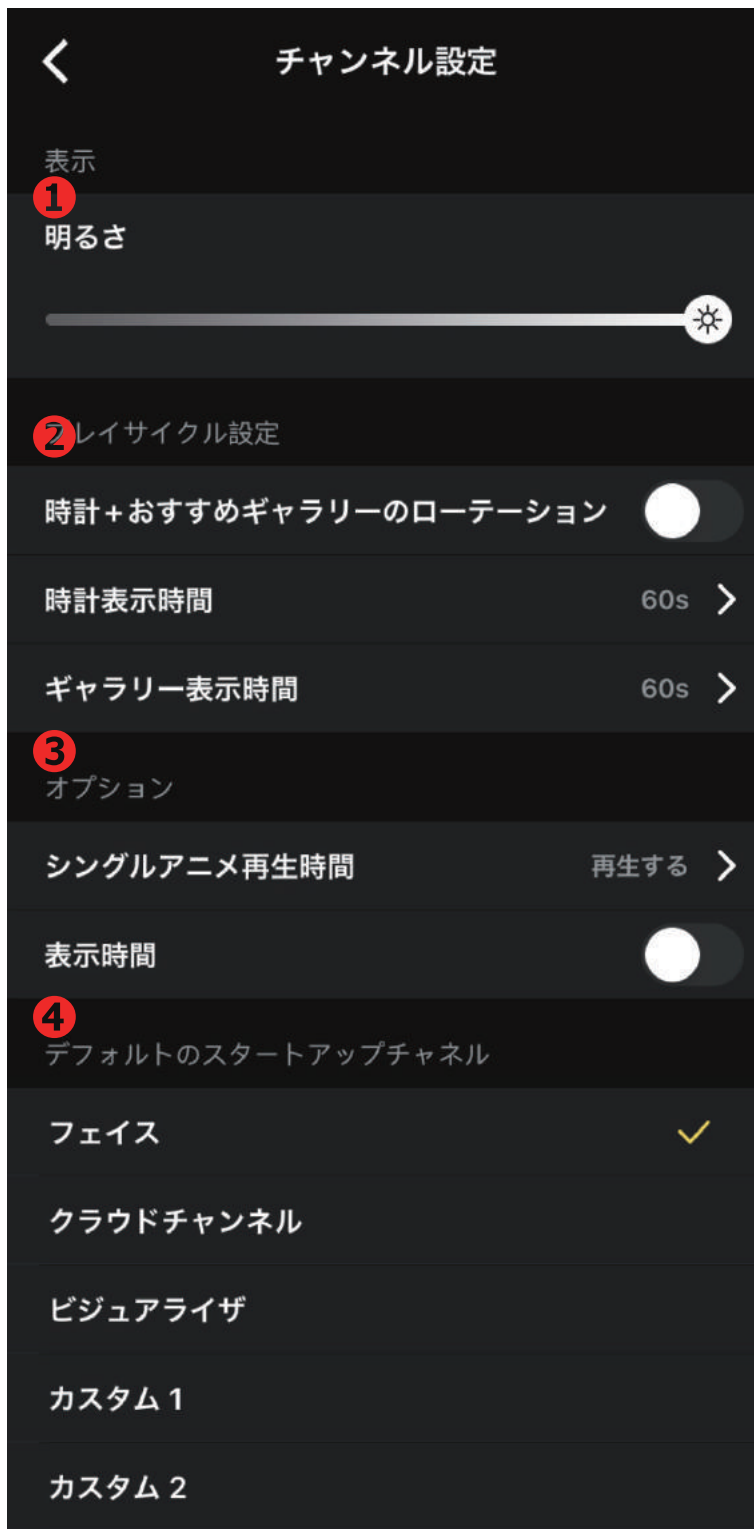 チャンネル設定
表示
1
明るさ
2
レイサイクル設定
時計+おすすめギャラリーのローテーション
時計表示時間 60s
ギャラリー表示時間 60s
3
オプション
シングルアニメ再生時間 再生する
表示時間
4
デフォルトのスタートアップチャネル
フェイス
クラウドチャンネル
ビジュアライザ
カスタム 1
カスタム 2